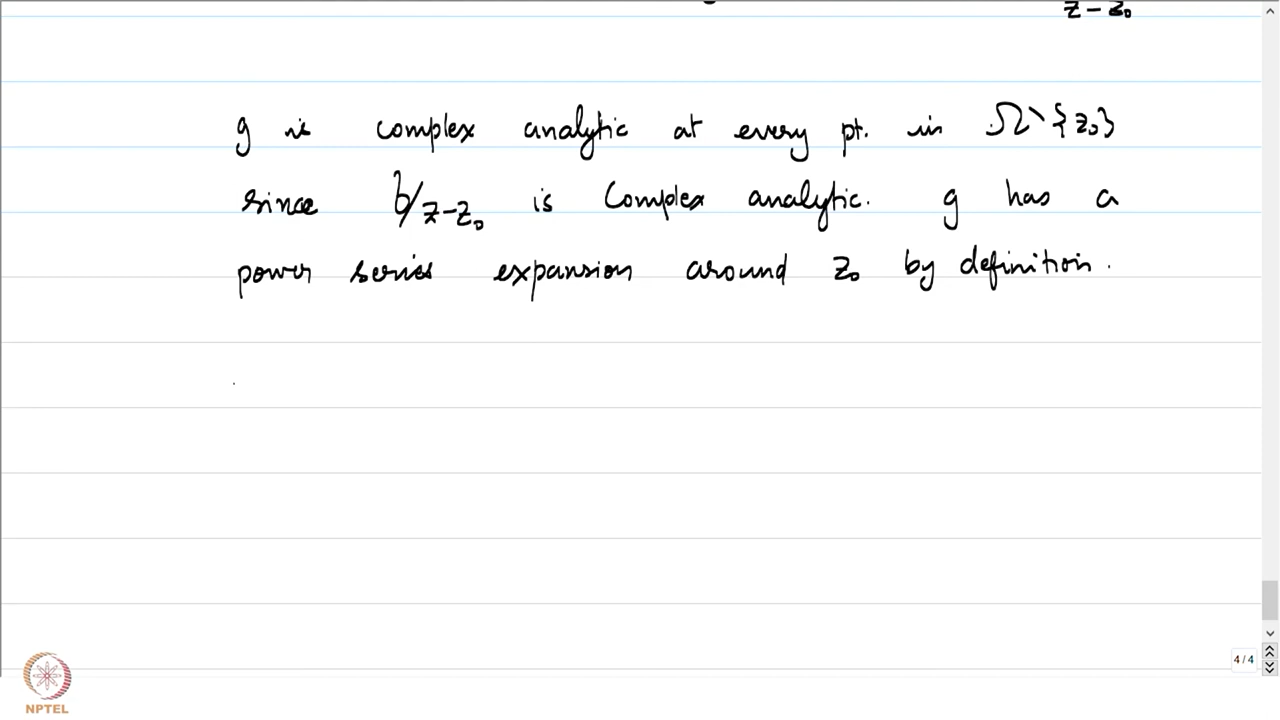 z - z₀
g is complex analytic at every pt. in Ω \ {z₀}
since b/z-z₀ is complex analytic. g has a
power series expansion around z₀ by definition.
4 / 4
NPTEL